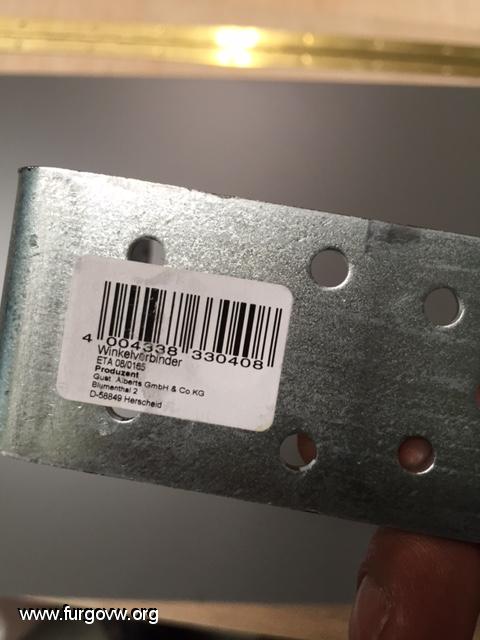 4 004338 330408
Winkelverbinder
ETA 08/0165
Produzent
Gust. Alberts GmbH & Co.KG
Blumenthal 2
D-58849 Herscheid
www.furgovw.org